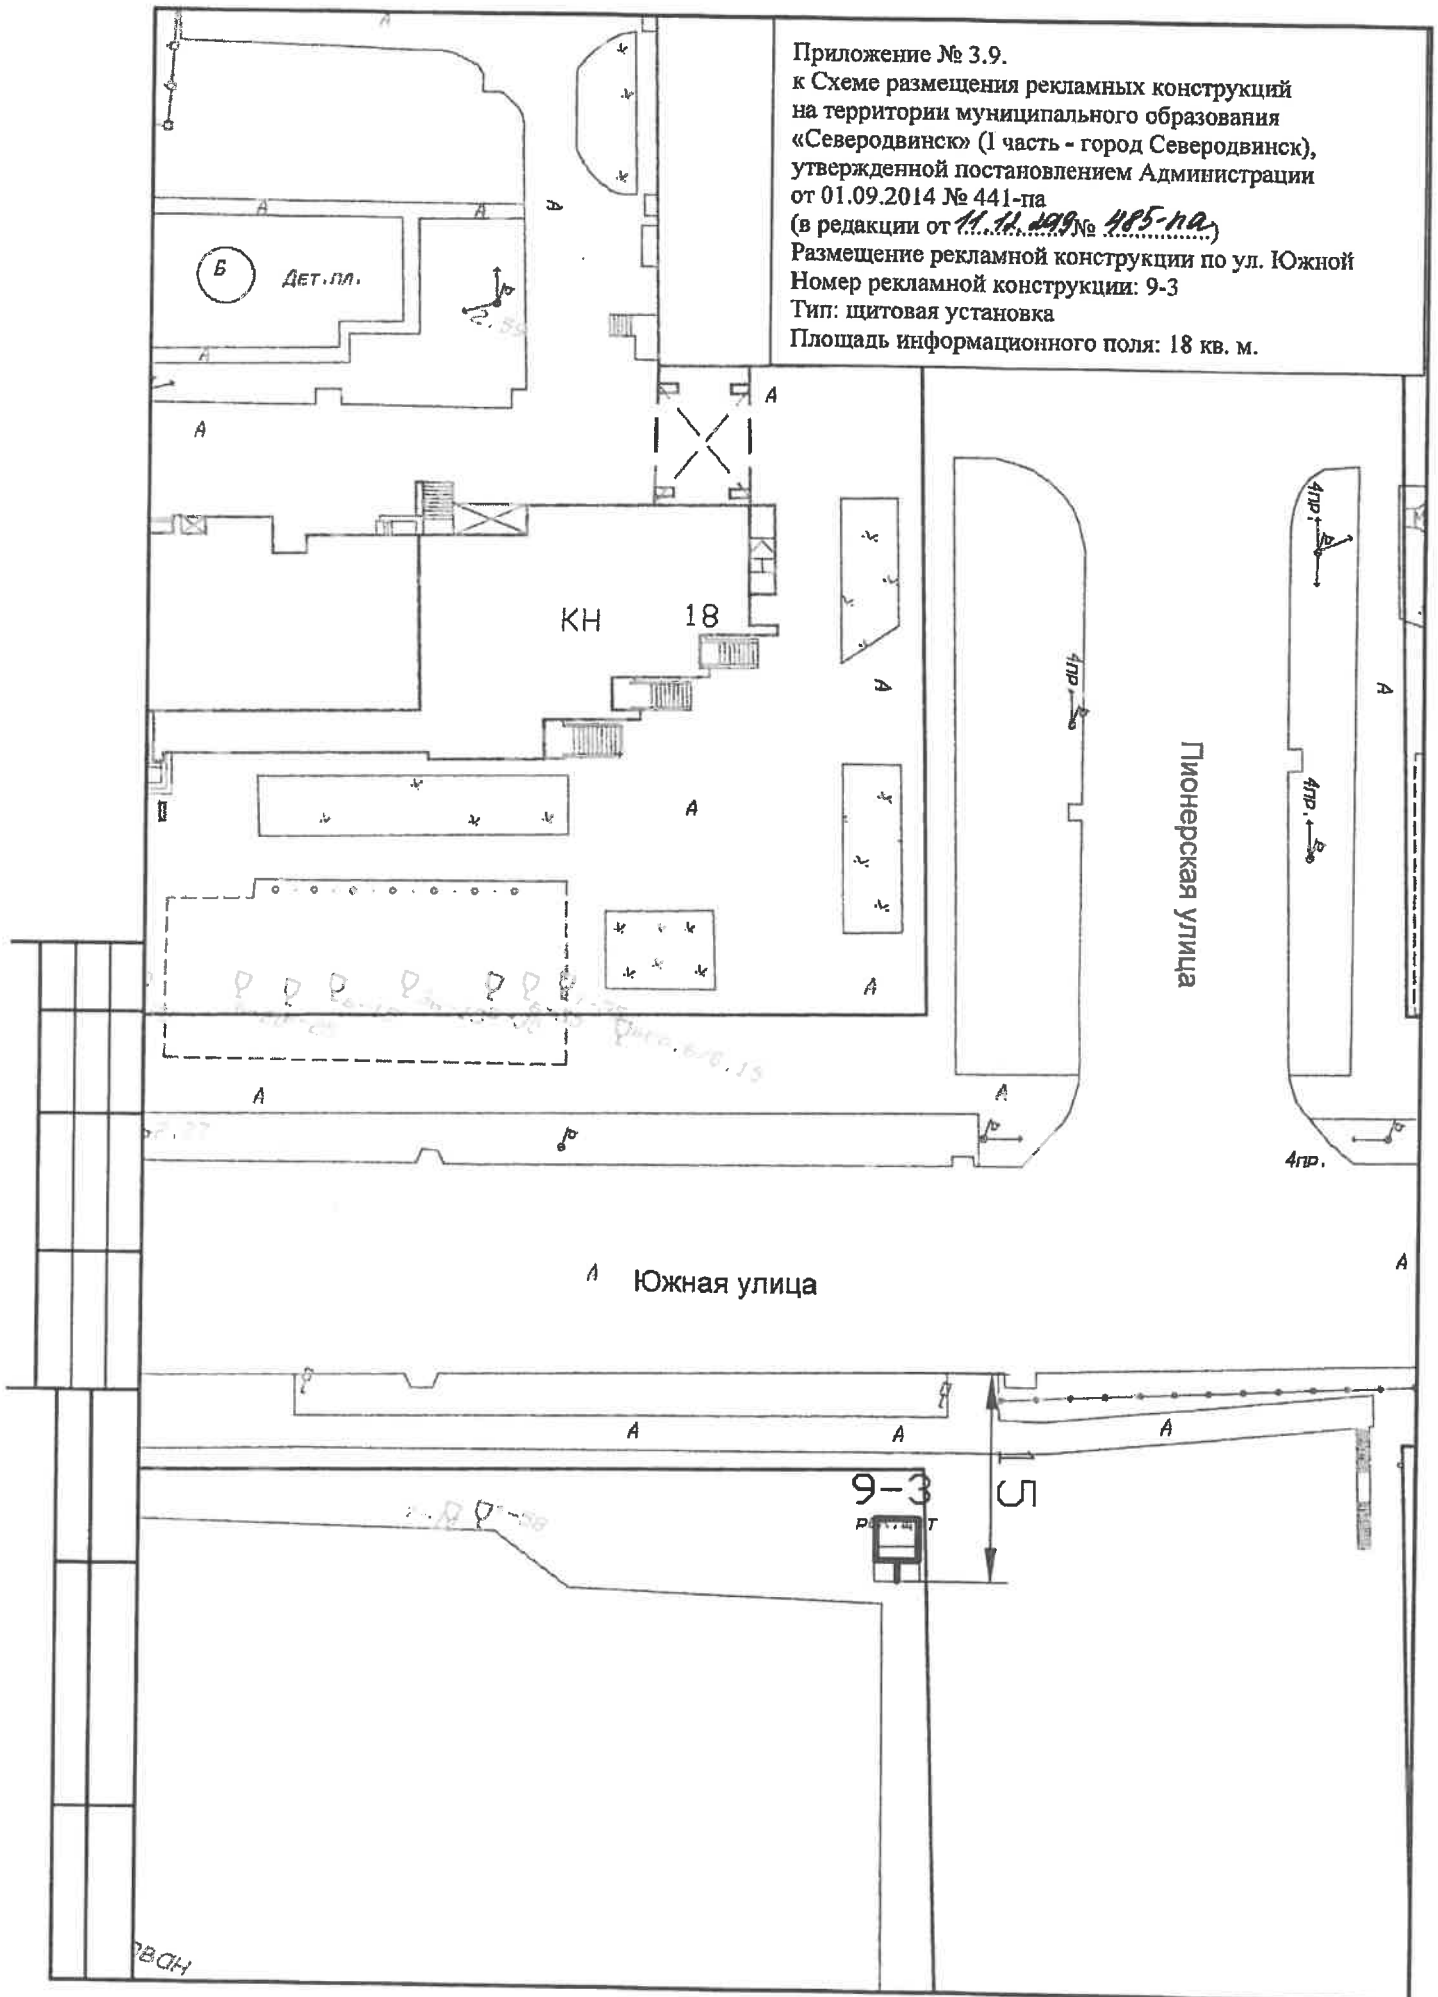 Приложение № 3.9.
к Схеме размещения рекламных конструкций
на территории муниципального образования
«Северодвинск» (1 часть - город Северодвинск),
утвержденной постановлением Администрации
от 01.09.2014 № 441-па
(в редакции от № 485-па)
Размещение рекламной конструкции по ул. Южной
Номер рекламной конструкции: 9-3
Тип: щитовая установка
Площадь информационного поля: 18 кв. м.
А
А
А
А
Б
Дет.пл.
А
А
А
4пр.
КН
18
4пр.
А
А
Пионерская улица
4пр.
А
А
А
А
4пр.
А
Южная улица
А
А
А
А
9-3
5